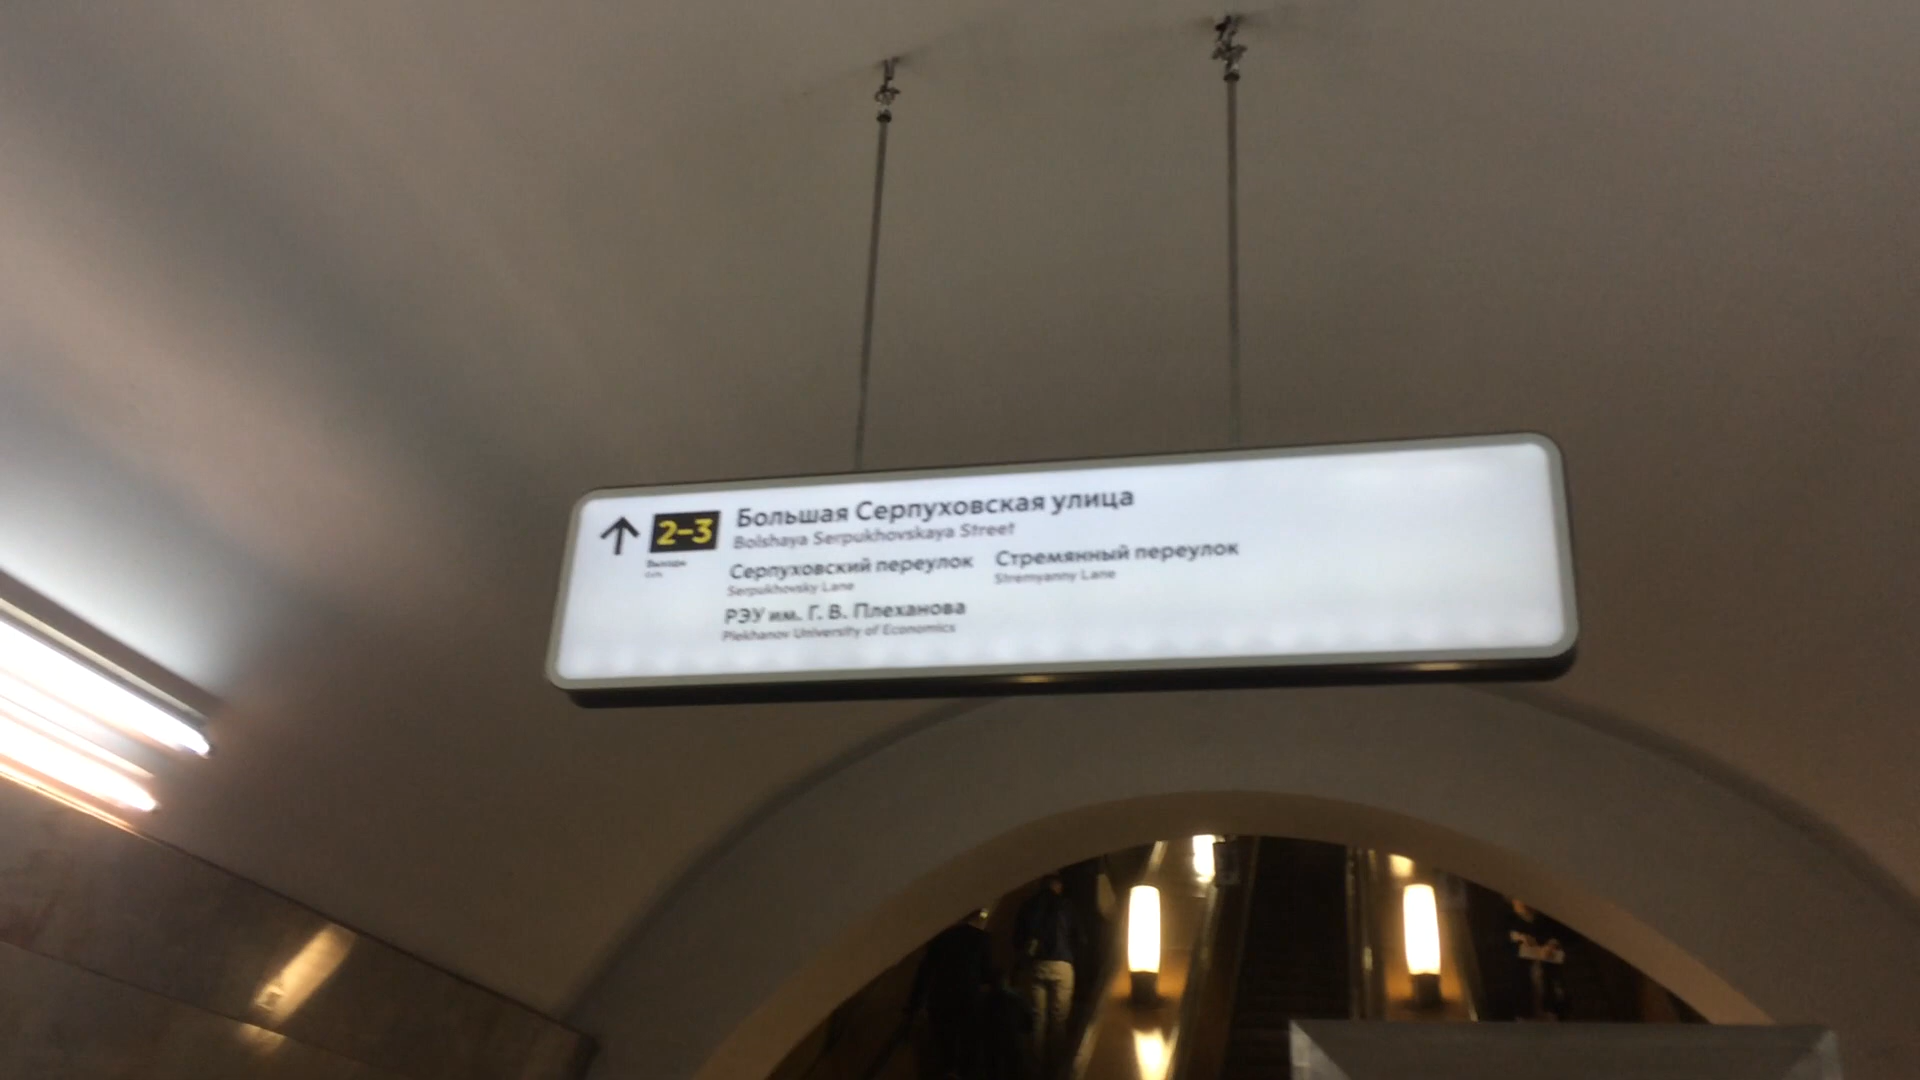 2-3
Выходы
Большая Серпуховская улица
Bolshaya Serpukhovskaya Street
Серпуховский переулок Стремянный переулок
Serpukhovsky Lane Stremyanny Lane
РЭУ им. Г. В. Плеханова
Plekhanov University of Economics